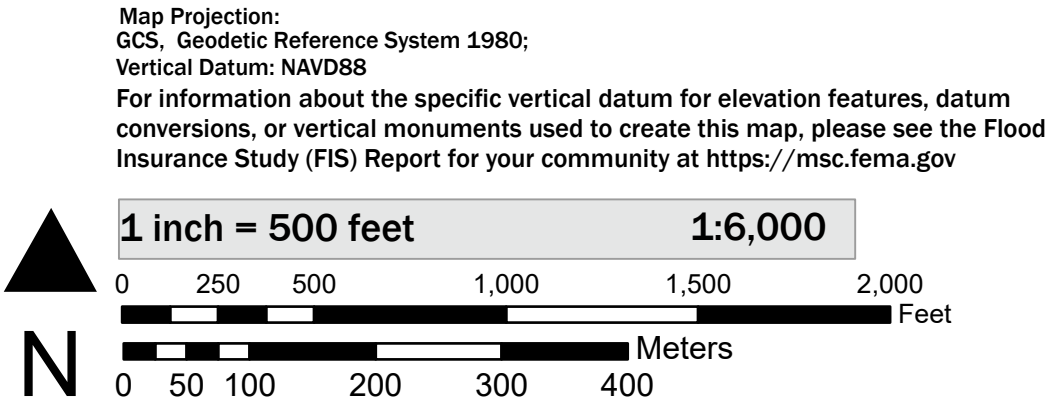 Map Projection:
GCS, Geodetic Reference System 1980;
Vertical Datum: NAVD88
For information about the specific vertical datum for elevation features, datum
conversions, or vertical monuments used to create this map, please see the Flood
Insurance Study (FIS) Report for your community at https://msc.fema.gov
1 inch = 500 feet 1:6,000
0 250 500 1,000 1,500 2,000
Feet
N
Meters
0 50 100 200 300 400